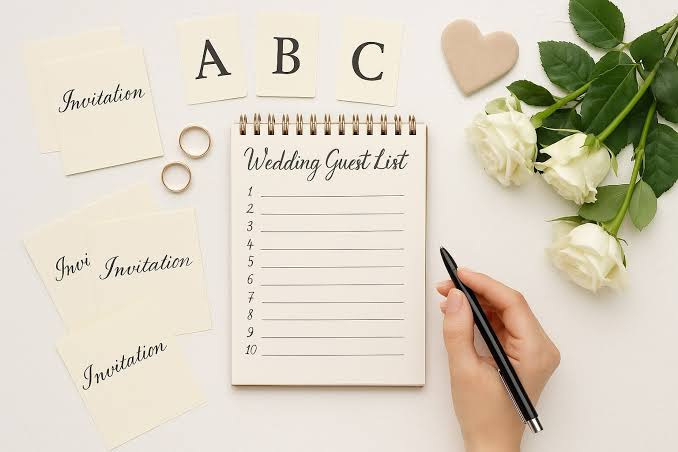 Invitation
A
B
C
Wedding Guest List
1
2
3
4
5
6
7
8
9
10
Invi
Invitation
Invitation